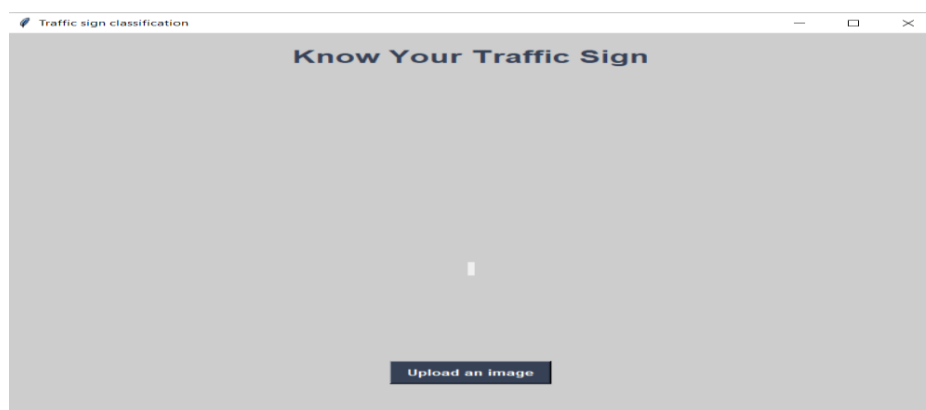 Traffic sign classification
Know Your Traffic Sign
Upload an image